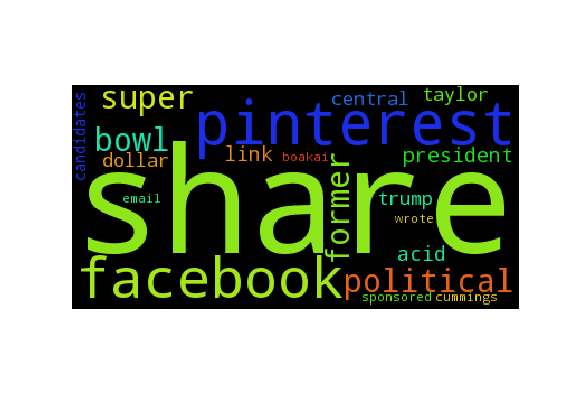 candidates
super
pinterest
central
taylor
bowl
dollar
link
boakai
president
share
email
former
trump
wrote
acid
facebook
political
sponsored
cummings